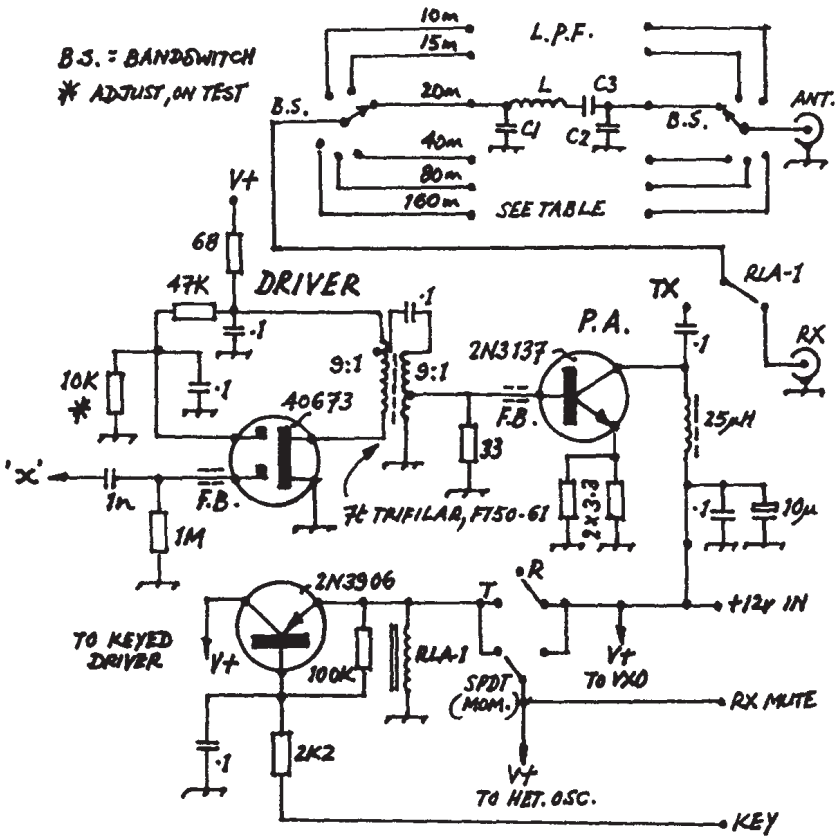 10m
15m
L.P.F.
B.S. = BANDSWITCH
* ADJUST, ON TEST
20m
L
C3
B.S.
C1
C2
B.S.
ANT.
40m
80m
160m
SEE TABLE
V+
68
47K
DRIVER
.1
.1
TX
RLA-1
RX
P.A.
.1
2N3137
9:1
9:1
10K
*
.1
40673
25µH
F.B.
33
'X'
1n
F.B.
1M
7t TRIFILAR, FT50-61
2x3.3
.1
10µ
2N3906
T
R
+12V IN
TO KEYED
DRIVER
V+
100K
RLA-1
SPDT
(MOM.)
V+
TO VXO
RX MUTE
.1
2K2
V+
TO HET. OSC.
KEY